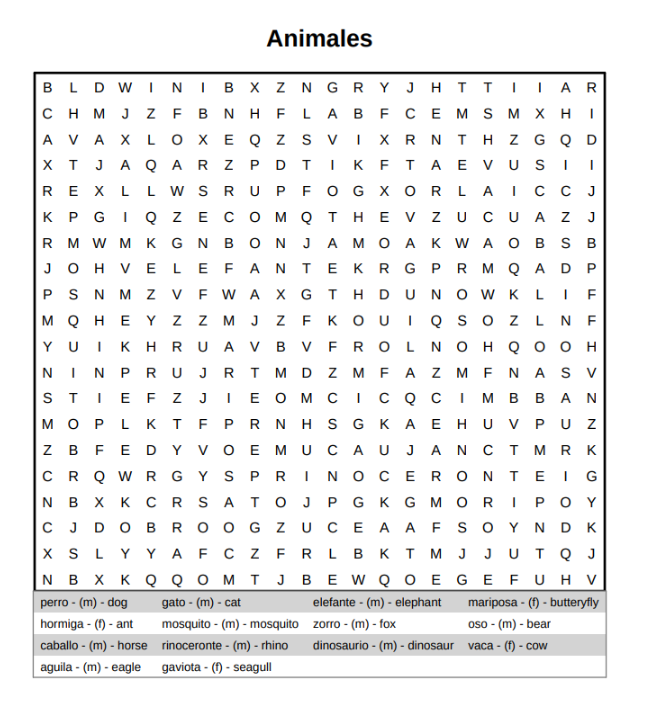 Animales
B L D W I N I B X Z N G R Y J H T T I I A R
C H M J Z F B N H F L A B F C E M S M X H I
A V A X L O X E Q Z S V I X R N T H Z G Q D
X T J A Q A R Z P D T I K F T A E V U S I I
R E X L L W S R U P F O G X O R L A I C C J
K P G I Q Z E C O M Q T H E V Z U C U A Z J
R M W M K G N B O N J A M O A K W A O B S B
J O H V E L E F A N T E K R G P R M Q A D P
P S N M Z V F W A X G T H D U N O W K L I F
M Q H E Y Z Z M J Z F K O U I Q S O Z L N F
Y U I K H R U A V B V F R O L N O H Q O O H
N I N P R U J R T M D Z M F A Z M F N A S V
S T I E F Z J I E O M C I C Q C I M B B A N
M O P L K T F P R N H S G K A E H U V P U Z
Z B F E D Y V O E M U C A U J A N C T M R K
C R Q W R G Y S P R I N O C E R O N T E I G
N B X K C R S A T O J P G K G M O R I P O Y
C J D O B R O O G Z U C E A A F S O Y N D K
X S L Y Y A F C Z F R L B K T M J J U T Q J
N B X K Q Q O M T J B E W Q O E G E F U H V
perro - (m) - dog gato - (m) - cat elefante - (m) - elephant mariposa - (f) - butteryfly
hormiga - (f) - ant mosquito - (m) - mosquito zorro - (m) - fox oso - (m) - bear
caballo - (m) - horse rinoceronte - (m) - rhino dinosaurio - (m) - dinosaur vaca - (f) - cow
aguila - (m) - eagle gaviota - (f) - seagull